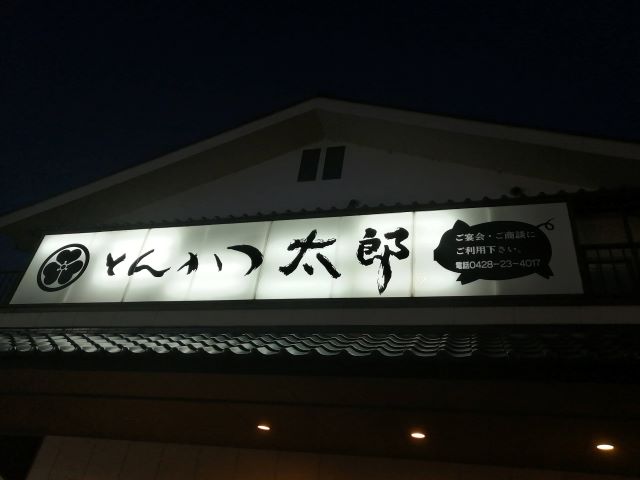 とんかつ太郎
ご宴会・ご商談に
ご利用下さい。
電話0428-23-4017